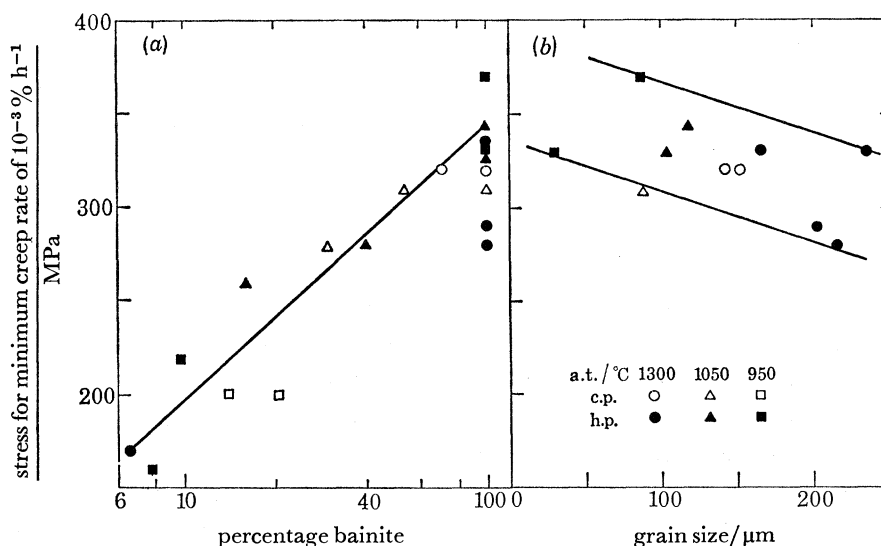 stress for minimum creep rate of 10⁻³ % h⁻¹
MPa
400
300
200
(a)
6
10
40
100
percentage bainite
(b)
0
100
200
grain size/μm
a.t./°C 1300 1050 950
c.p.
h.p.